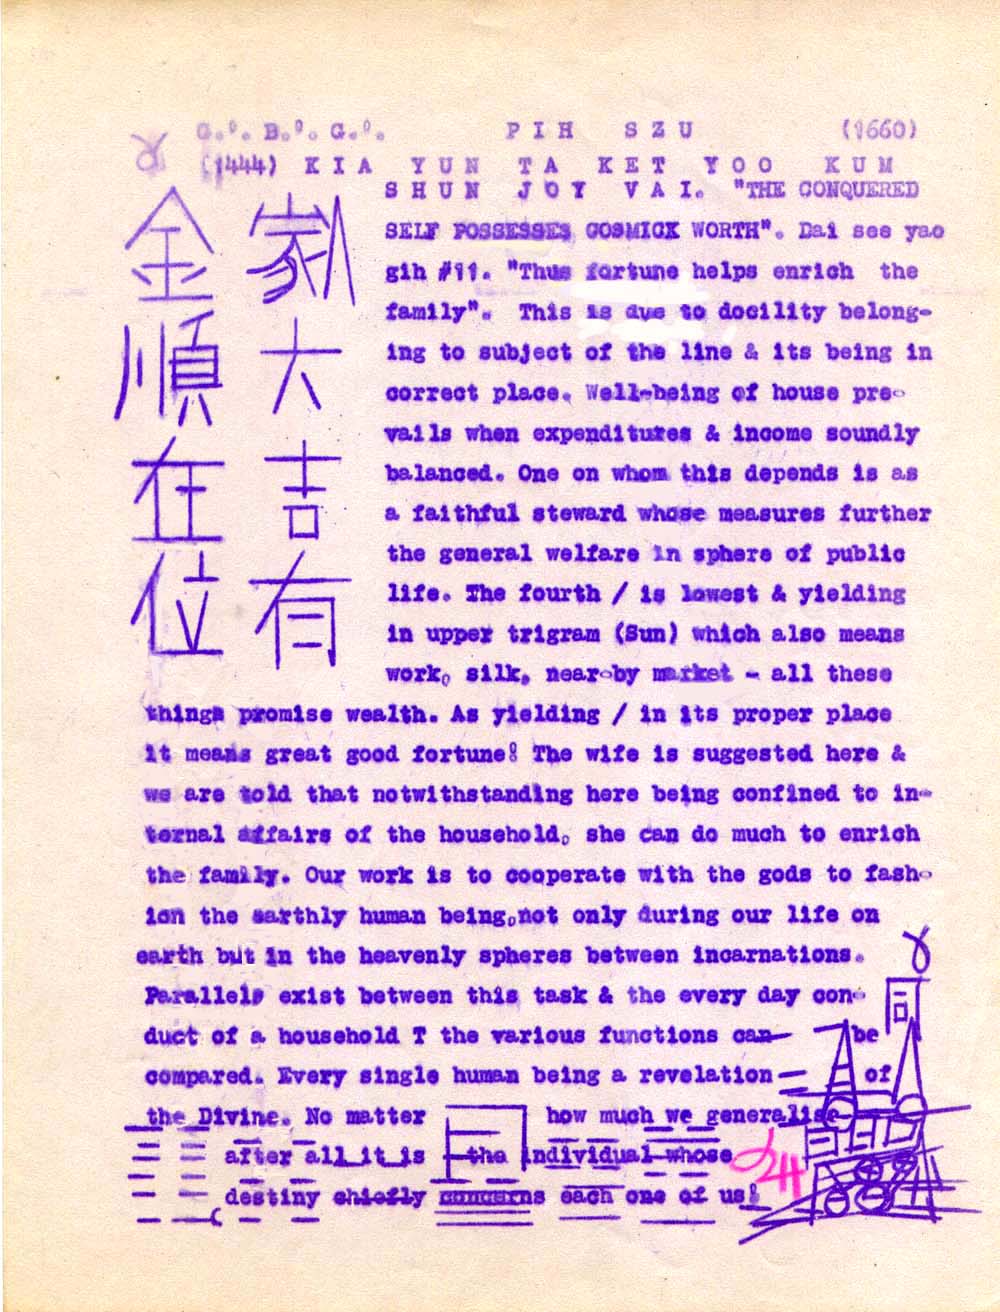 G.°. B.°. G.°. PIH SZU (1660)
(1444) KIA YUN TA KET YOO KUM
SHUN JOY VAI. "THE CONQUERED
SELF POSSESSES COSMICK WORTH". Dai see yao
gih #11. "Thus fortune helps enrich the
family". This is due to docility belong-
ing to subject of the line & its being in
correct place. Well-being of house pre-
vails when expenditures & income soundly
balanced. One on whom this depends is as
a faithful steward whose measures further
the general welfare in sphere of public
life. The fourth / is lowest & yielding
in upper trigram (Sun) which also means
work, silk, near-by market - all these
things promise wealth. As yielding / in its proper place
it means great good fortune! The wife is suggested here &
we are told that notwithstanding here being confined to in-
ternal affairs of the household, she can do much to enrich
the family. Our work is to cooperate with the gods to fash-
ion the earthly human being,not only during our life on
earth but in the heavenly spheres between incarnations.
Parallels exist between this task & the every day con-
duct of a household T the various functions can be
compared. Every single human being a revelation of
the Divine. No matter how much we generalise
after all it is the individual whose
destiny chiefly concerns each one of us!
大吉有
金順在位